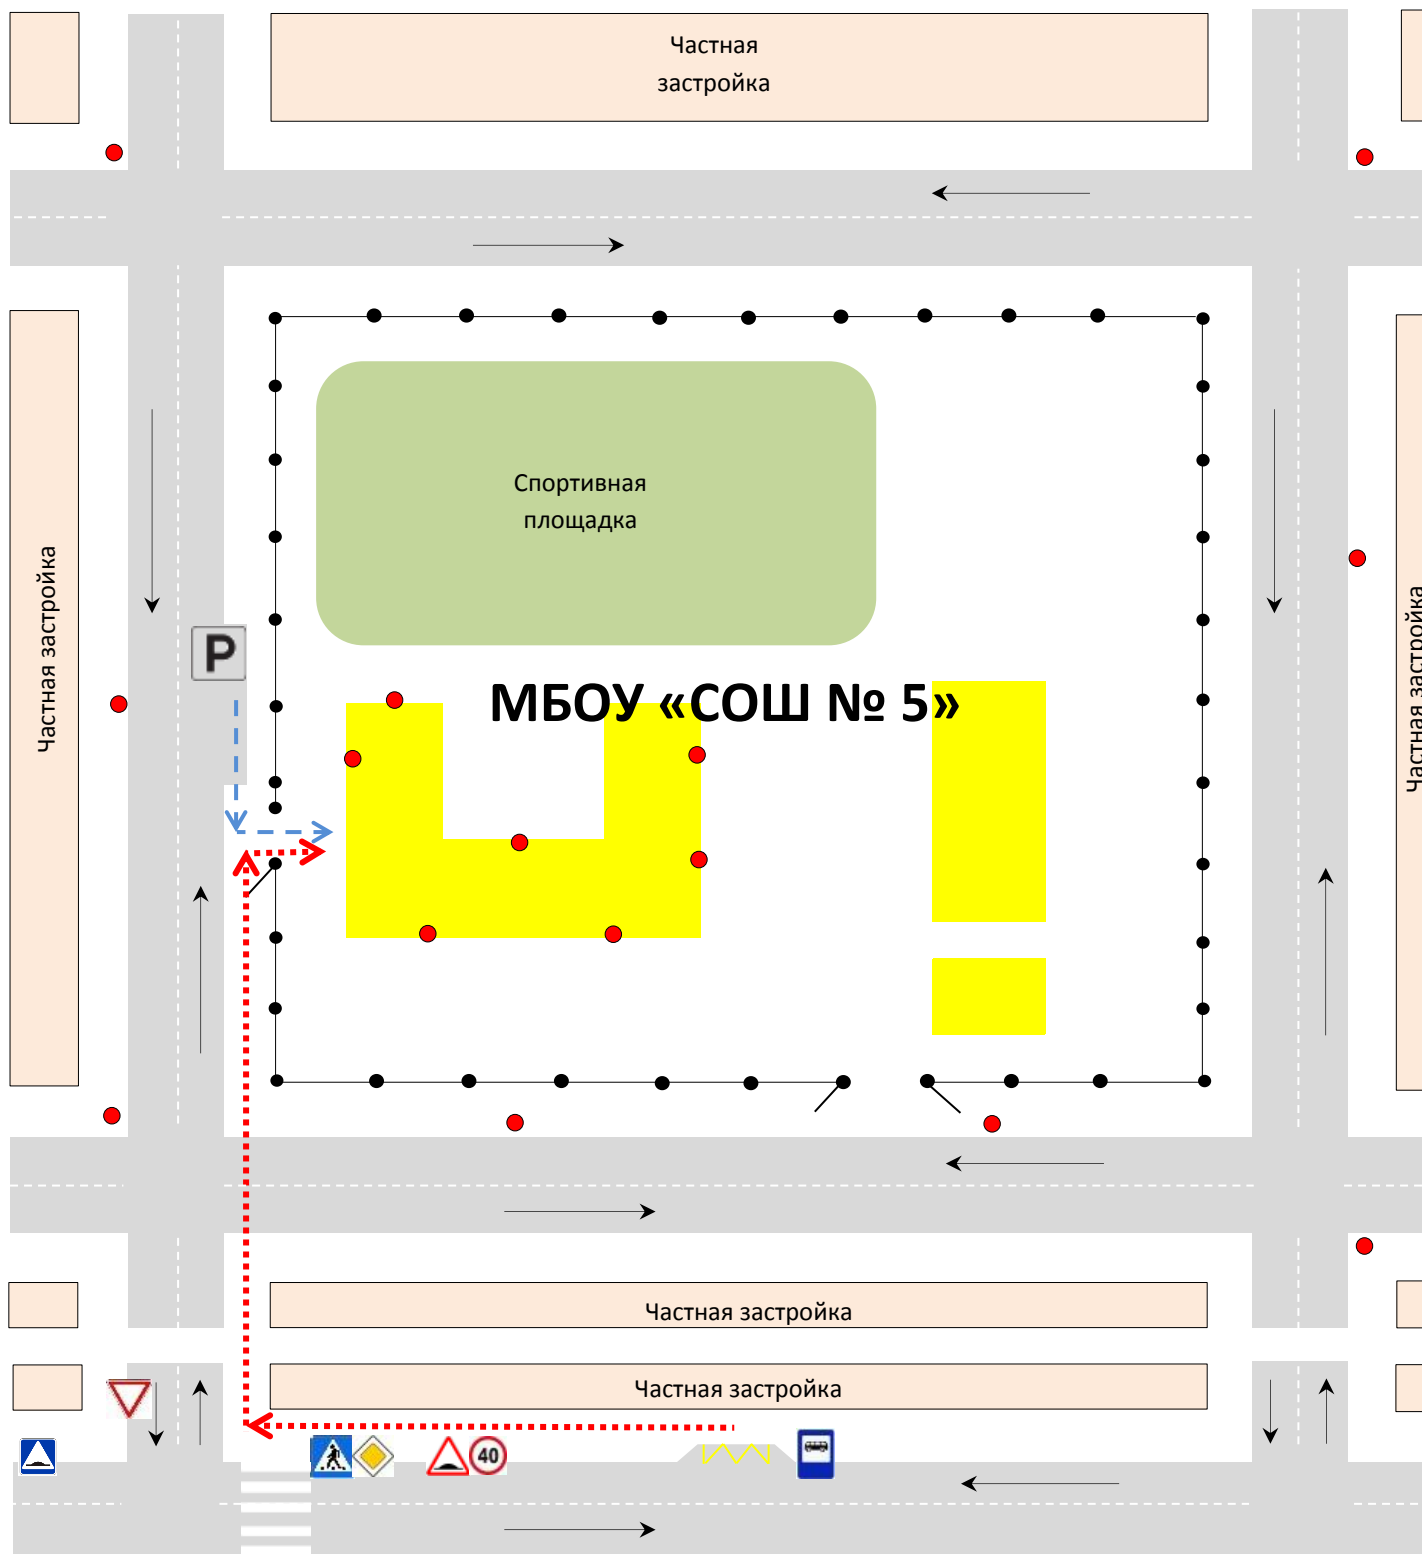 Частная
застройка
Спортивная
площадка
Частная застройка
Частная застройка
P
МБОУ «СОШ № 5»
Частная застройка
Частная застройка
40